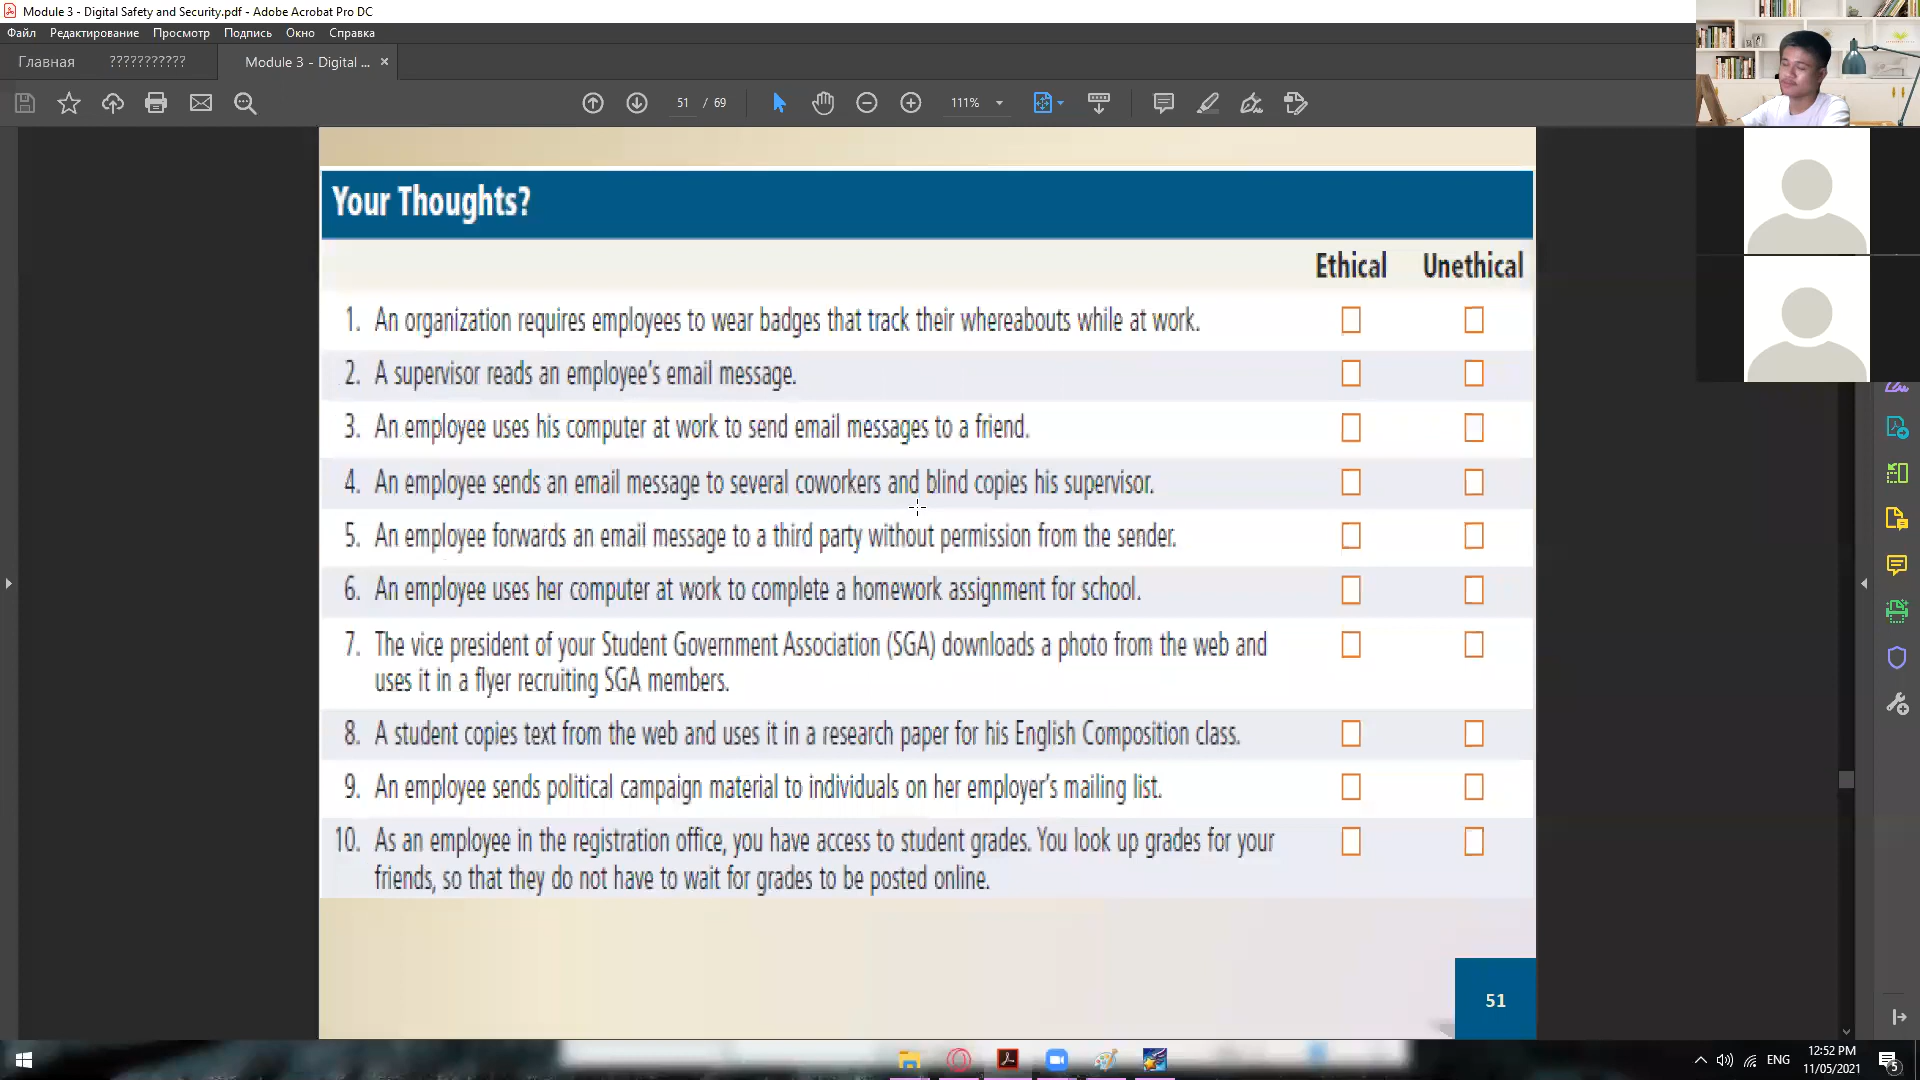 Module 3 - Digital Safety and Security.pdf - Adobe Acrobat Pro DC
Файл Редактирование Просмотр Подпись Окно Справка
Главная ??????????? Module 3 - Digital ... ×
51 / 69 111%
Your Thoughts?
Ethical Unethical
1. An organization requires employees to wear badges that track their whereabouts while at work.
2. A supervisor reads an employee's email message.
3. An employee uses his computer at work to send email messages to a friend.
4. An employee sends an email message to several coworkers and blind copies his supervisor.
5. An employee forwards an email message to a third party without permission from the sender.
6. An employee uses her computer at work to complete a homework assignment for school.
7. The vice president of your Student Government Association (SGA) downloads a photo from the web and
uses it in a flyer recruiting SGA members.
8. A student copies text from the web and uses it in a research paper for his English Composition class.
9. An employee sends political campaign material to individuals on her employer's mailing list.
10. As an employee in the registration office, you have access to student grades. You look up grades for your
friends, so that they do not have to wait for grades to be posted online.
51
ENG
12:52 PM
11/05/2021
5